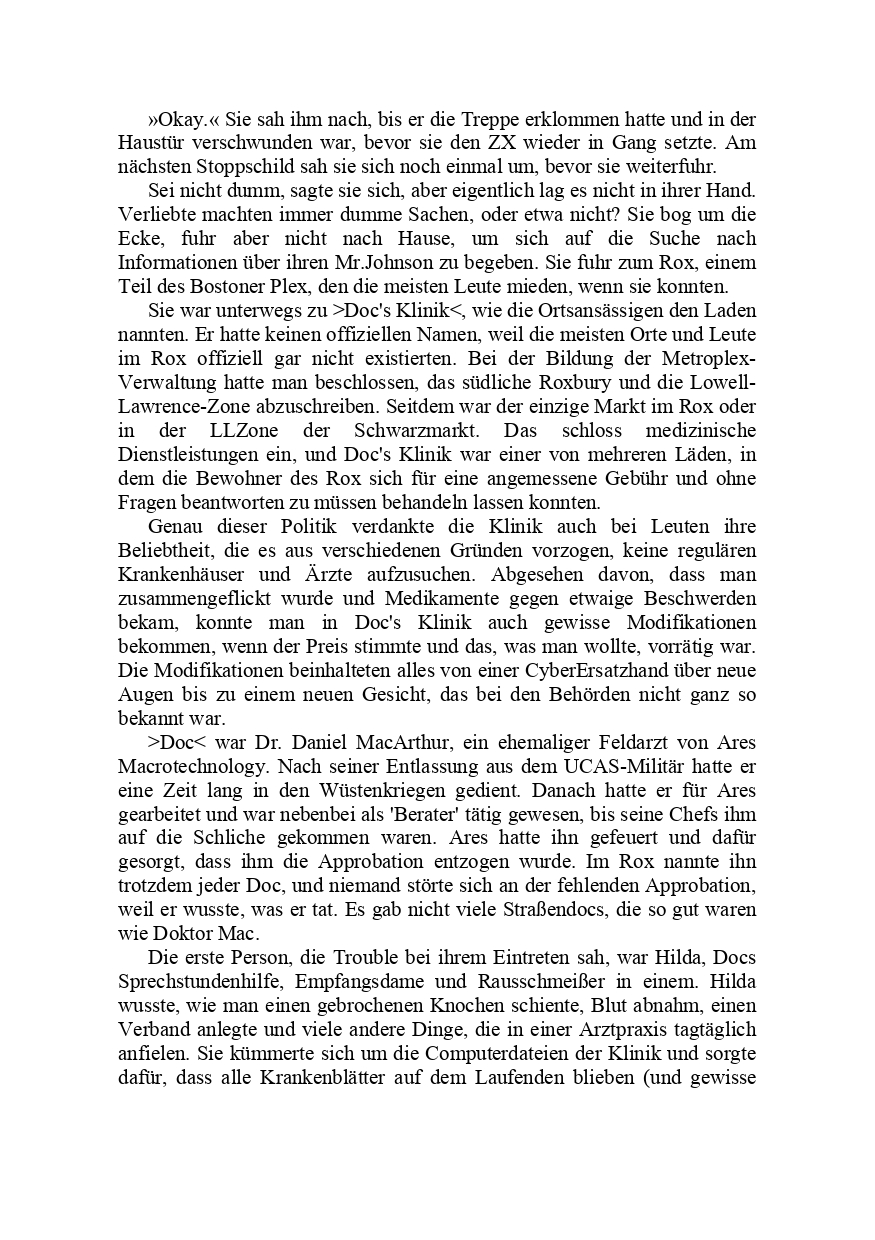 »Okay.« Sie sah ihm nach, bis er die Treppe erklommen hatte und in der
Haustür verschwunden war, bevor sie den ZX wieder in Gang setzte. Am
nächsten Stoppschild sah sie sich noch einmal um, bevor sie weiterfuhr.
Sei nicht dumm, sagte sie sich, aber eigentlich lag es nicht in ihrer Hand.
Verliebte machten immer dumme Sachen, oder etwa nicht? Sie bog um die
Ecke, fuhr aber nicht nach Hause, um sich auf die Suche nach
Informationen über ihren Mr.Johnson zu begeben. Sie fuhr zum Rox, einem
Teil des Bostoner Plex, den die meisten Leute mieden, wenn sie konnten.
Sie war unterwegs zu >Doc's Klinik<, wie die Ortsansässigen den Laden
nannten. Er hatte keinen offiziellen Namen, weil die meisten Orte und Leute
im Rox offiziell gar nicht existierten. Bei der Bildung der Metroplex-
Verwaltung hatte man beschlossen, das südliche Roxbury und die Lowell-
Lawrence-Zone abzuschreiben. Seitdem war der einzige Markt im Rox oder
in der LLZone der Schwarzmarkt. Das schloss medizinische
Dienstleistungen ein, und Doc's Klinik war einer von mehreren Läden, in
dem die Bewohner des Rox sich für eine angemessene Gebühr und ohne
Fragen beantworten zu müssen behandeln lassen konnten.
Genau dieser Politik verdankte die Klinik auch bei Leuten ihre
Beliebtheit, die es aus verschiedenen Gründen vorzogen, keine regulären
Krankenhäuser und Ärzte aufzusuchen. Abgesehen davon, dass man
zusammengeflickt wurde und Medikamente gegen etwaige Beschwerden
bekam, konnte man in Doc's Klinik auch gewisse Modifikationen
bekommen, wenn der Preis stimmte und das, was man wollte, vorrätig war.
Die Modifikationen beinhalteten alles von einer CyberErsatzhand über neue
Augen bis zu einem neuen Gesicht, das bei den Behörden nicht ganz so
bekannt war.
>Doc< war Dr. Daniel MacArthur, ein ehemaliger Feldarzt von Ares
Macrotechnology. Nach seiner Entlassung aus dem UCAS-Militär hatte er
eine Zeit lang in den Wüstenkriegen gedient. Danach hatte er für Ares
gearbeitet und war nebenbei als 'Berater' tätig gewesen, bis seine Chefs ihm
auf die Schliche gekommen waren. Ares hatte ihn gefeuert und dafür
gesorgt, dass ihm die Approbation entzogen wurde. Im Rox nannte ihn
trotzdem jeder Doc, und niemand störte sich an der fehlenden Approbation,
weil er wusste, was er tat. Es gab nicht viele Straßendocs, die so gut waren
wie Doktor Mac.
Die erste Person, die Trouble bei ihrem Eintreten sah, war Hilda, Docs
Sprechstundenhilfe, Empfangsdame und Rausschmeißer in einem. Hilda
wusste, wie man einen gebrochenen Knochen schiente, Blut abnahm, einen
Verband anlegte und viele andere Dinge, die in einer Arztpraxis tagtäglich
anfielen. Sie kümmerte sich um die Computerdateien der Klinik und sorgte
dafür, dass alle Krankenblätter auf dem Laufenden blieben (und gewisse